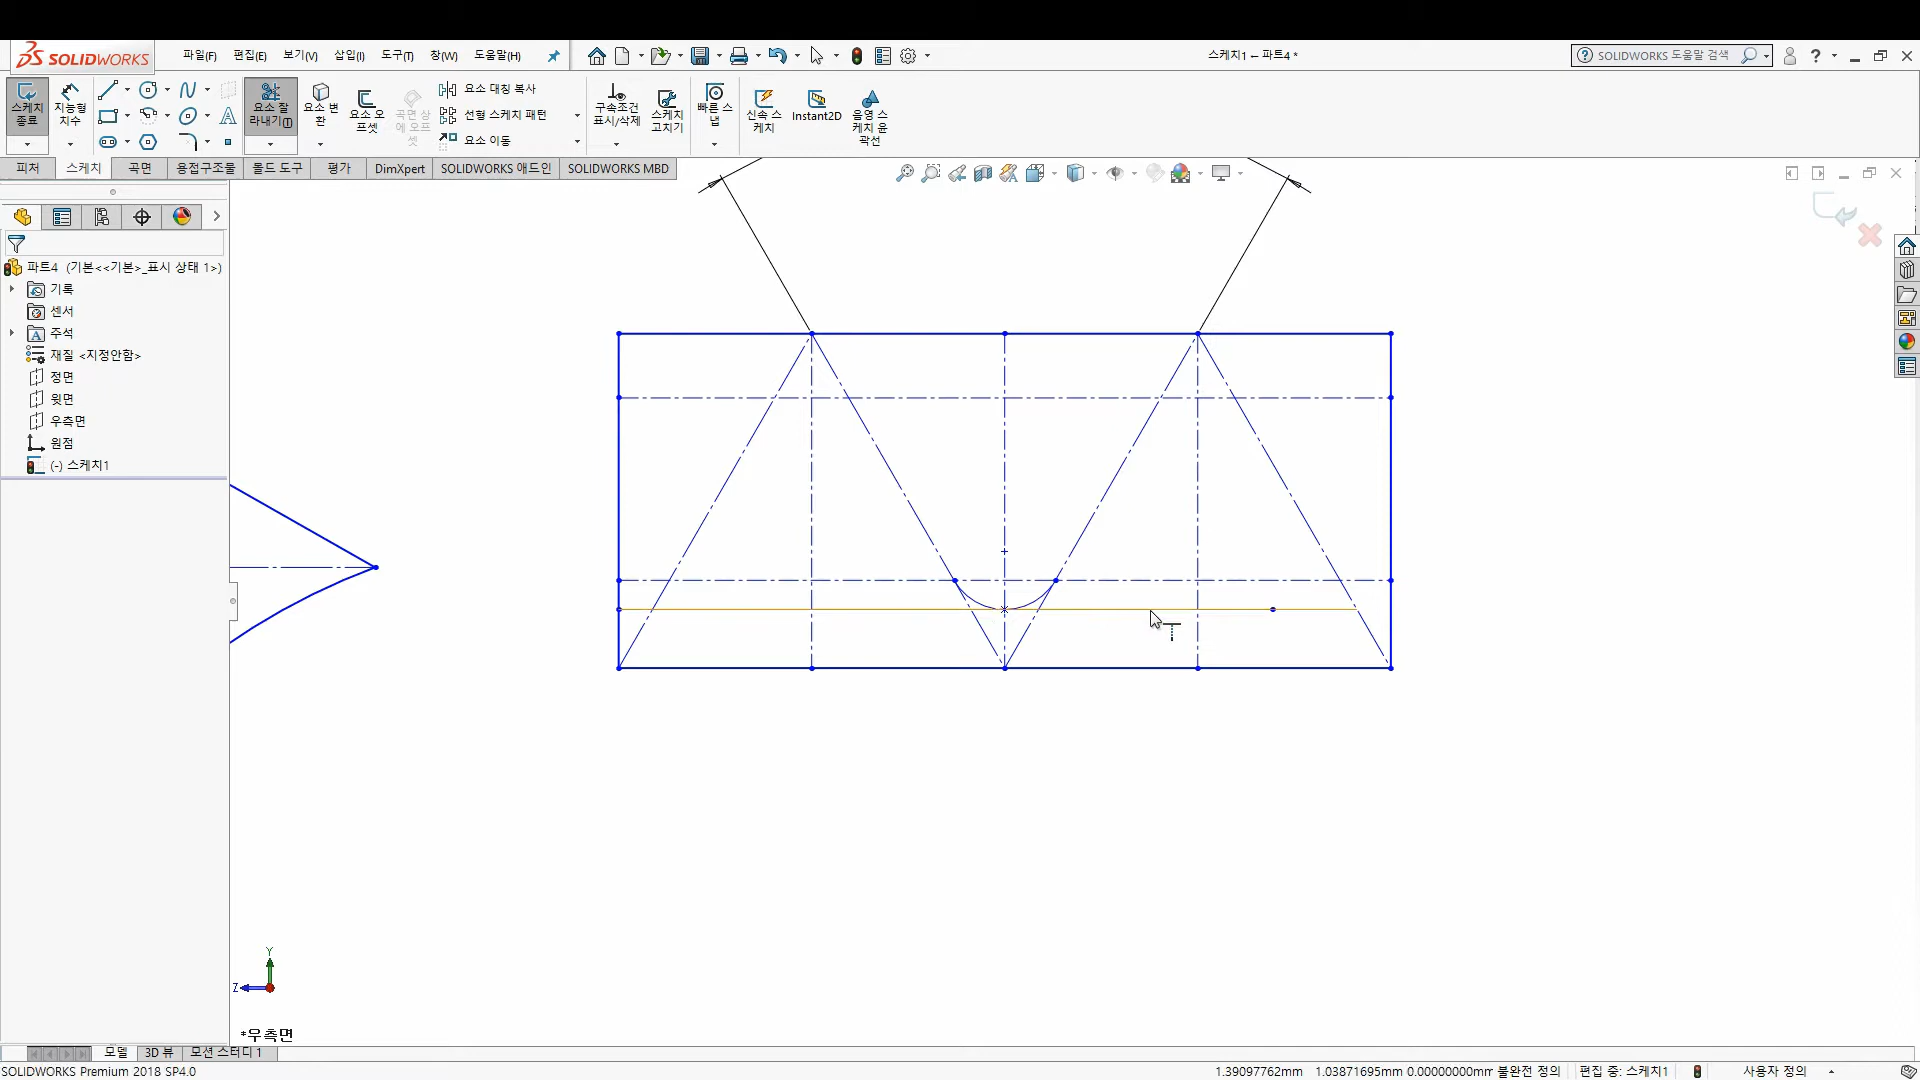 SOLIDWORKS
파일(F) 편집(E) 보기(V) 삽입(I) 도구(T) 창(W) 도움말(H)
스케치1 - 파트4 *
SOLIDWORKS 도움말 검색
스케치 종료
지능형 치수
요소 잘라내기(I)
요소 변환
요소 오프셋
곡면 상에 오프셋
요소 대칭 복사
선형 스케치 패턴
요소 이동
구속조건 표시/삭제
스케치 고치기
빠른 스냅
신속 스케치
Instant2D
음영 스케치 윤곽선
피처 스케치 곡면 용접구조물 몰드 도구 평가 DimXpert SOLIDWORKS 애드인 SOLIDWORKS MBD
파트4 (기본<<기본>_표시 상태 1>)
기록
센서
주석
재질 <지정안함>
정면
윗면
우측면
원점
(-) 스케치1
Y
Z
*우측면
모델 3D 뷰 모션 스터디 1
SOLIDWORKS Premium 2018 SP4.0
1.39097762mm 1.03871695mm 0.00000000mm 불완전 정의 편집 중: 스케치1 사용자 정의